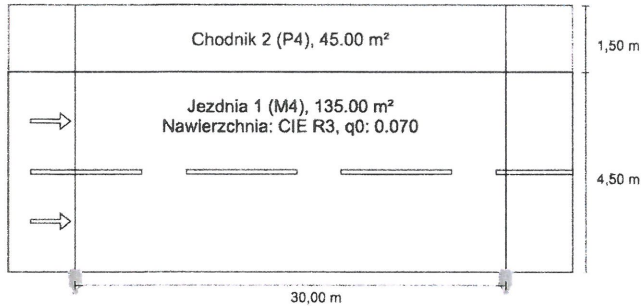 Chodnik 2 (P4), 45.00 m²
1,50 m
Jezdnia 1 (M4), 135.00 m²
Nawierzchnia: CIE R3, q0: 0.070
4,50 m
30,00 m